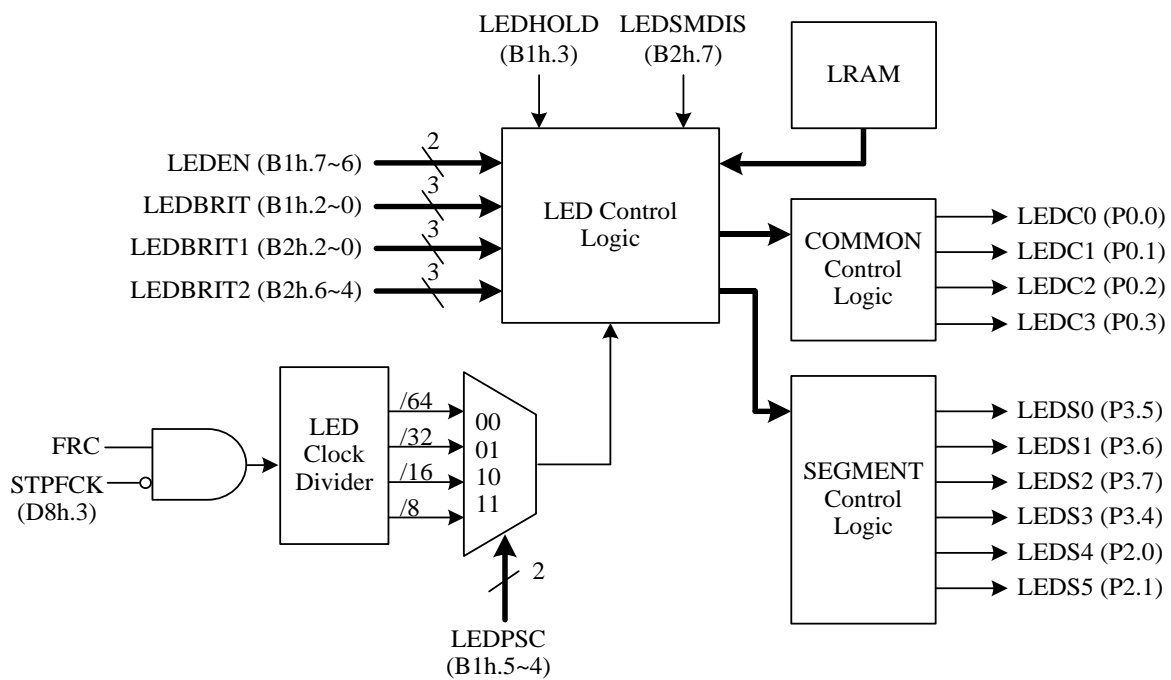 LEDHOLD
(B1h.3)
LEDSMDIS
(B2h.7)
LRAM
LEDEN (B1h.7~6)
2
LEDBRIT (B1h.2~0)
3
LEDBRIT1 (B2h.2~0)
3
LEDBRIT2 (B2h.6~4)
3
LED Control
Logic
COMMON
Control
Logic
LEDC0 (P0.0)
LEDC1 (P0.1)
LEDC2 (P0.2)
LEDC3 (P0.3)
FRC
STPFCK
(D8h.3)
LED
Clock
Divider
/64
/32
/16
/8
00
01
10
11
2
LEDPSC
(B1h.5~4)
SEGMENT
Control
Logic
LEDS0 (P3.5)
LEDS1 (P3.6)
LEDS2 (P3.7)
LEDS3 (P3.4)
LEDS4 (P2.0)
LEDS5 (P2.1)